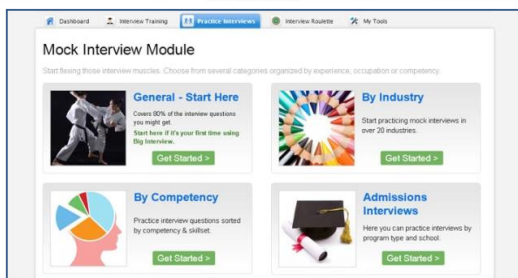 Dashboard Interview Training Practice Interviews Interview Roulette My Tools
Mock Interview Module
Start flexing those interview muscles. Choose from several categories organized by experience, occupation or competency.
General - Start Here
Covers 80% of the interview questions
you might get.
Start here if it's your first time using
Big Interview.
Get Started >
By Industry
Start practicing mock interviews in
over 20 industries.
Get Started >
By Competency
Practice interview questions sorted
by competency & skillset.
Get Started >
Admissions
Interviews
Here you can practice interviews by
program type and school.
Get Started >